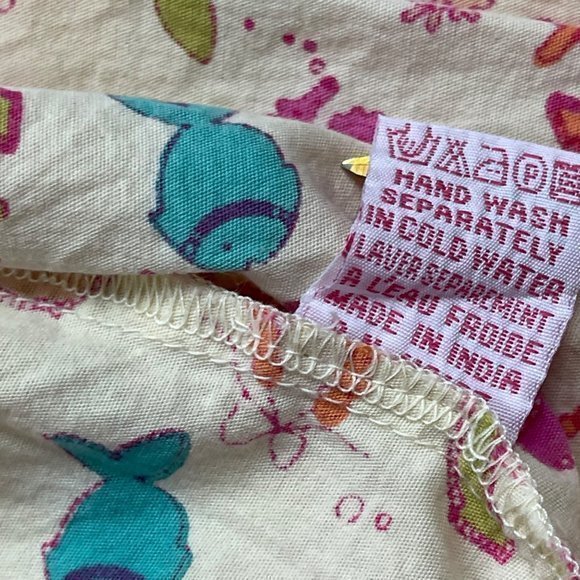 HAND WASH
SEPARATELY
IN COLD WATER
LAVER SEPAREMENT
A L'EAU FROIDE
MADE IN INDIA